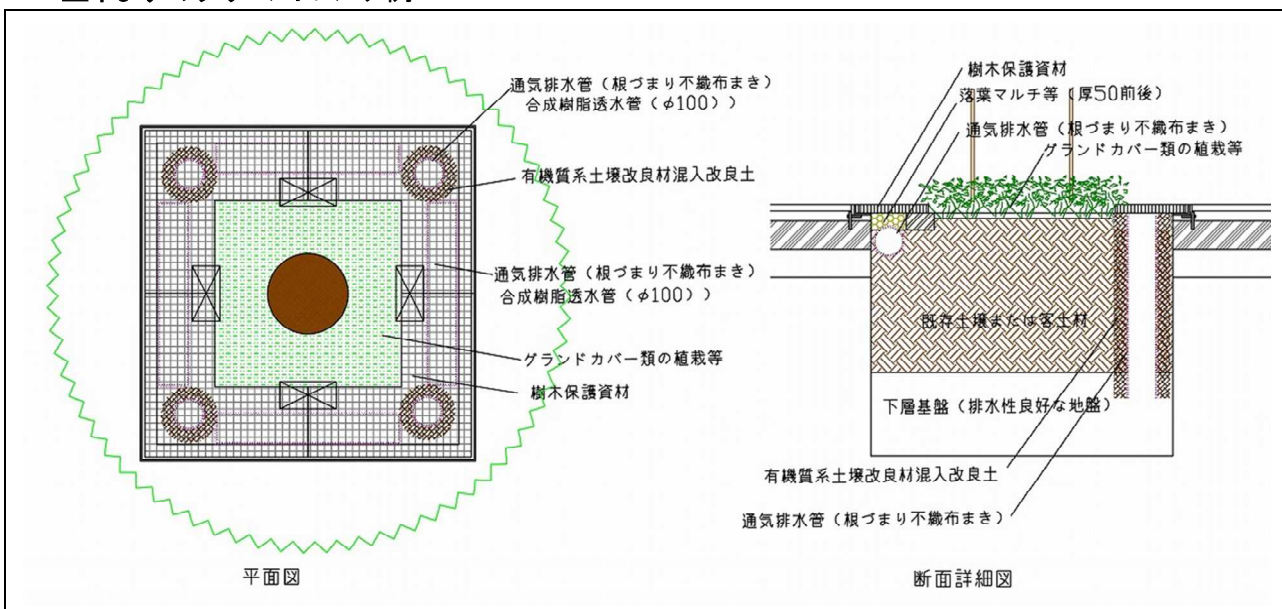 通気排水管（根づまり不織布まき）
合成樹脂透水管（φ100））
有機質系土壌改良材混入改良土
通気排水管（根づまり不織布まき）
合成樹脂透水管（φ100））
グランドカバー類の植栽等
樹木保護資材
平面図
樹木保護資材
落葉マルチ等（厚50前後）
通気排水管（根づまり不織布まき）
グランドカバー類の植栽等
既存土壌または客土材
下層基盤（排水性良好な地盤）
有機質系土壌改良材混入改良土
通気排水管（根づまり不織布まき）
断面詳細図